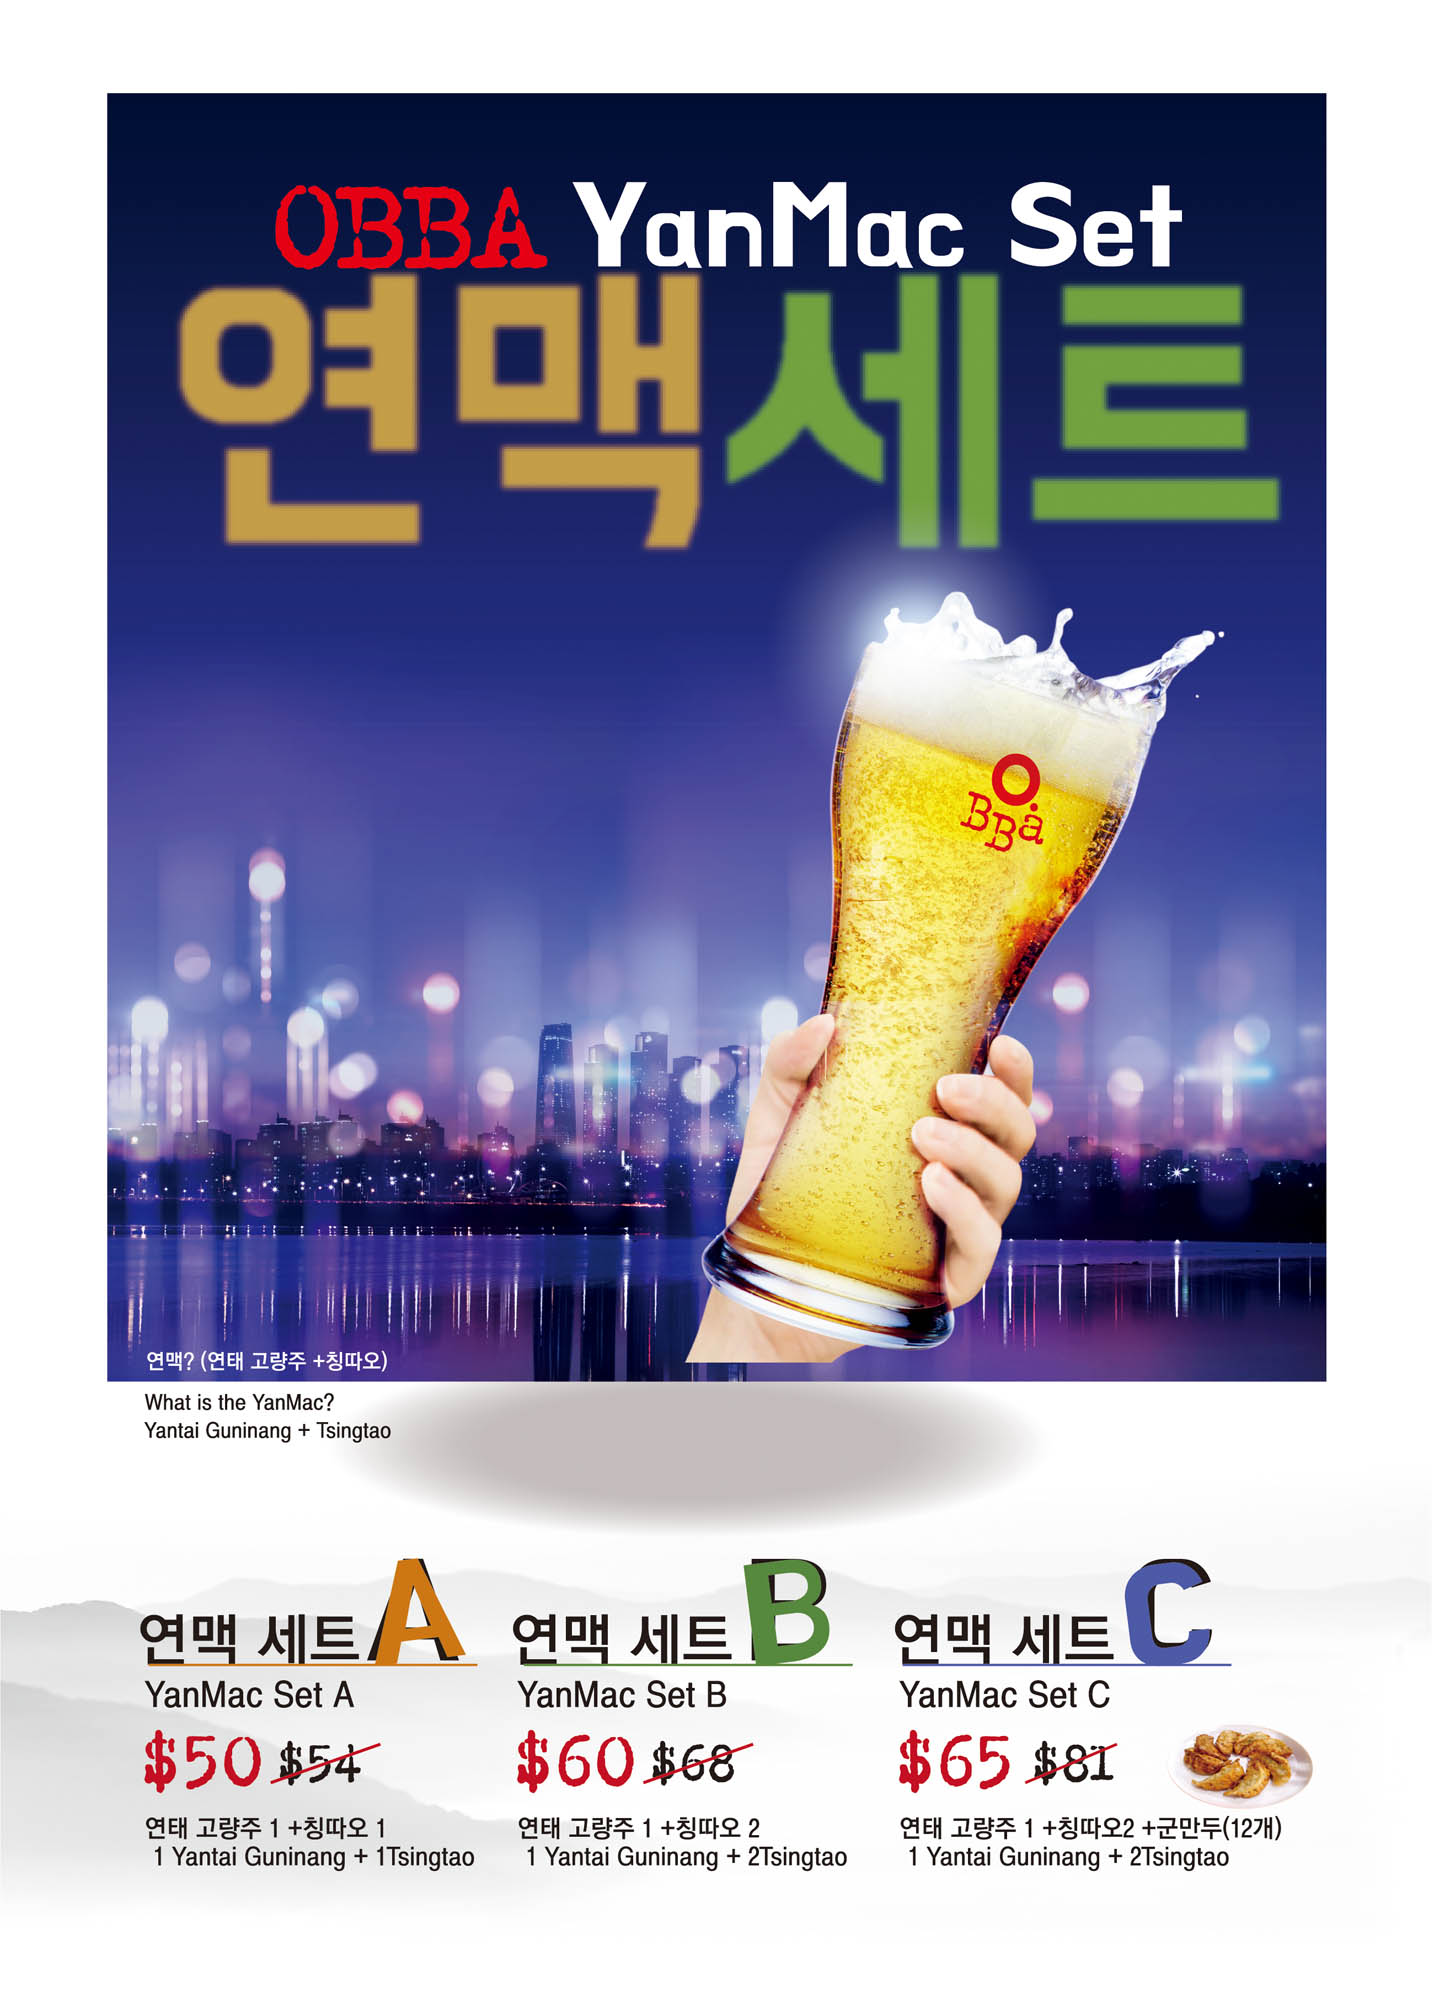 OBBA YanMac Set
연맥세트
O.
BBa
연맥? (연태 고량주 +칭따오)
What is the YanMac?
Yantai Guninang + Tsingtao
연맥 세트 A
YanMac Set A
$50 $54
연태 고량주 1 +칭따오 1
1 Yantai Guninang + 1Tsingtao
연맥 세트 B
YanMac Set B
$60 $68
연태 고량주 1 +칭따오 2
1 Yantai Guninang + 2Tsingtao
연맥 세트 C
YanMac Set C
$65 $81
연태 고량주 1 +칭따오2 +군만두(12개)
1 Yantai Guninang + 2Tsingtao